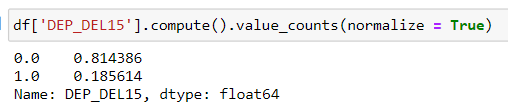 df['DEP_DEL15'].compute().value_counts(normalize = True)
0.0    0.814386
1.0    0.185614
Name: DEP_DEL15, dtype: float64